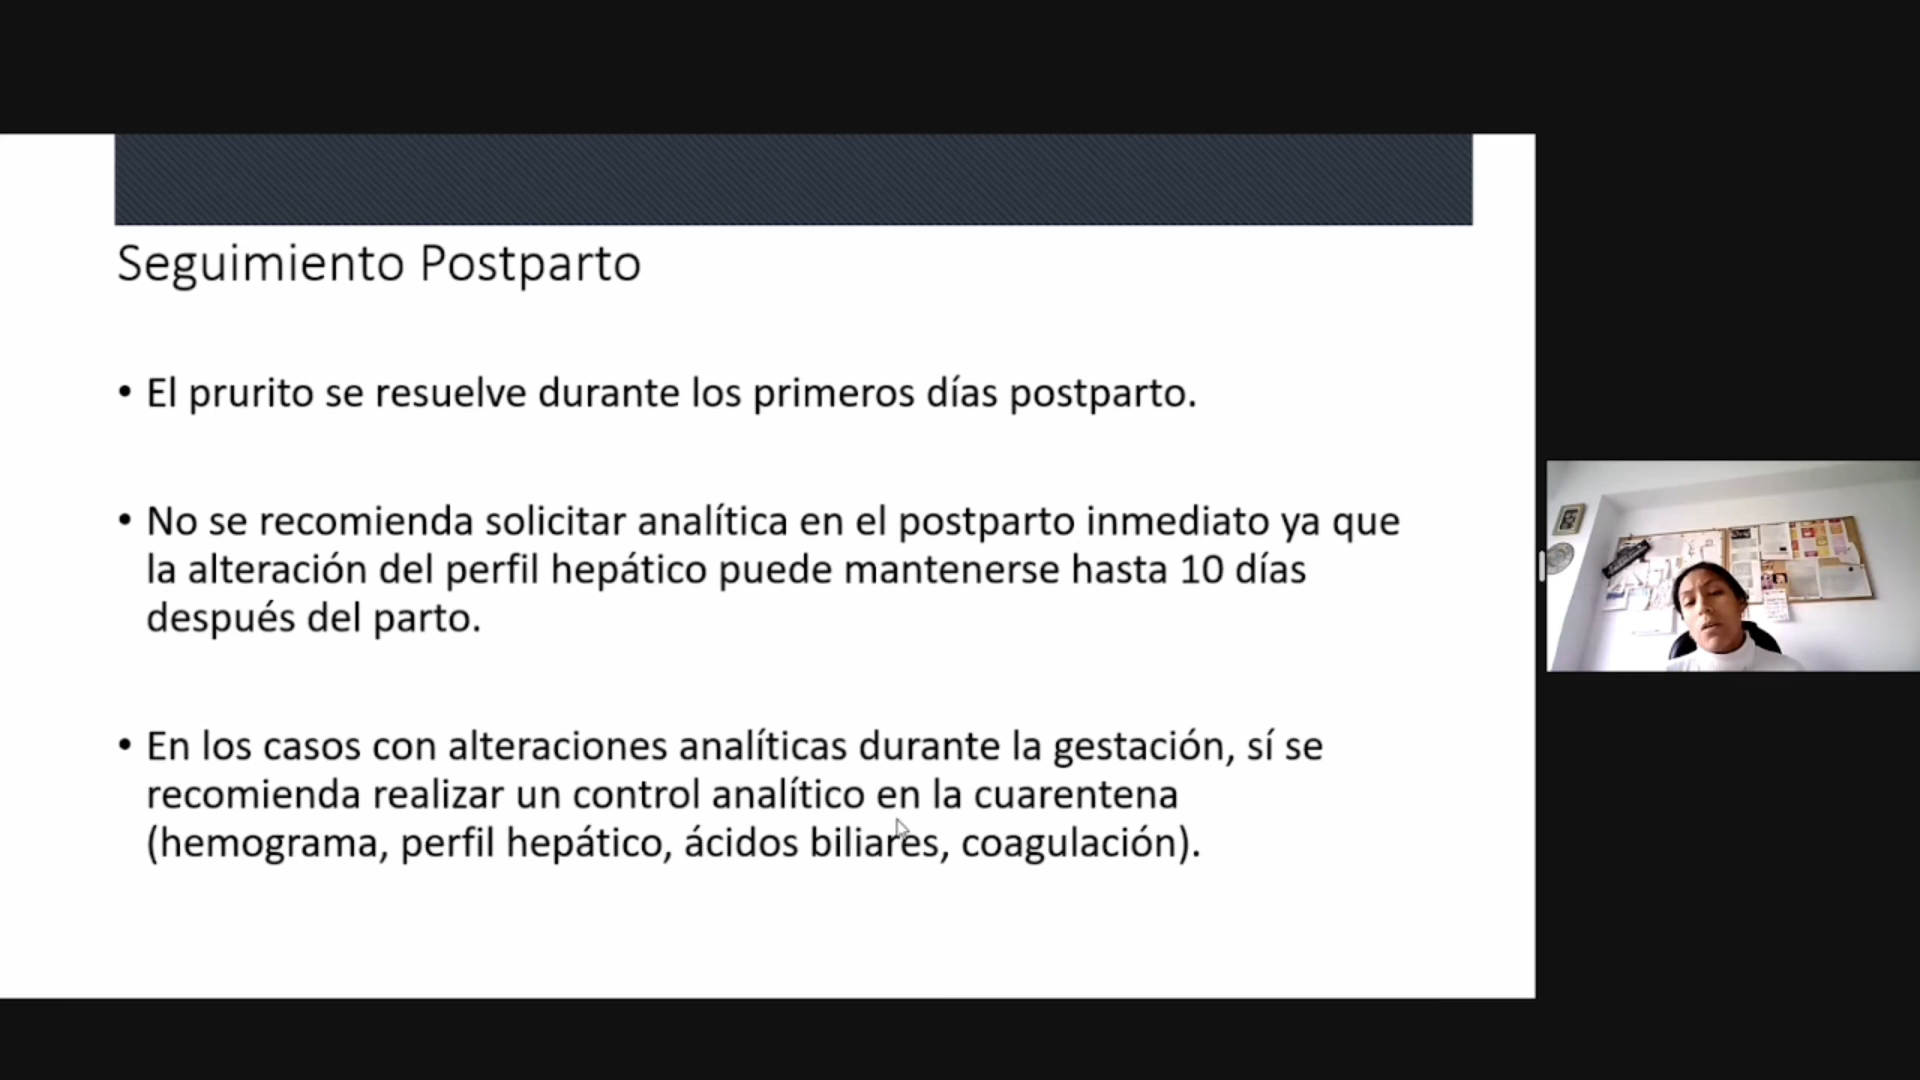 Seguimiento Postparto
• El prurito se resuelve durante los primeros días postparto.
• No se recomienda solicitar analítica en el postparto inmediato ya que
la alteración del perfil hepático puede mantenerse hasta 10 días
después del parto.
• En los casos con alteraciones analíticas durante la gestación, sí se
recomienda realizar un control analítico en la cuarentena
(hemograma, perfil hepático, ácidos biliares, coagulación).